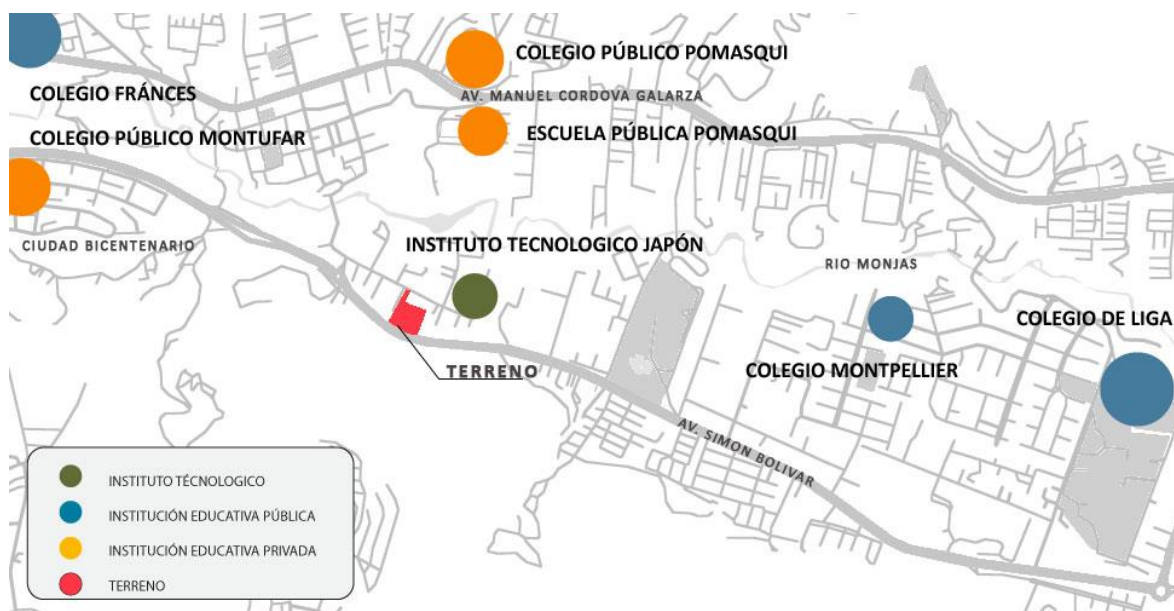 COLEGIO PÚBLICO POMASQUI
COLEGIO FRÁNCES
AV. MANUEL CORDOVA GALARZA
COLEGIO PÚBLICO MONTUFAR
ESCUELA PÚBLICA POMASQUI
CIUDAD BICENTENARIO
INSTITUTO TECNOLOGICO JAPÓN
RIO MONJAS
COLEGIO DE LIGA
TERRENO
COLEGIO MONTPELLIER
AV. SIMON BOLIVAR
INSTITUTO TÉCNOLOGICO
INSTITUCIÓN EDUCATIVA PÚBLICA
INSTITUCIÓN EDUCATIVA PRIVADA
TERRENO